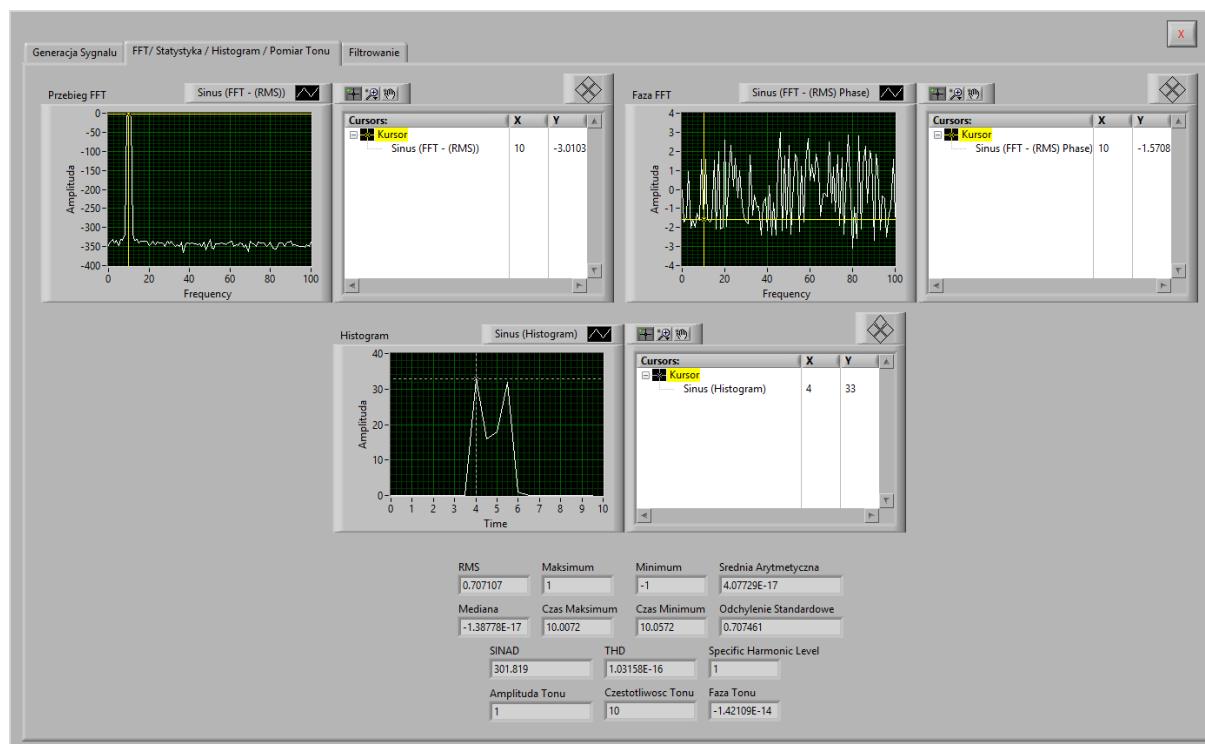 X
Generacja Sygnalu FFT/ Statystyka / Histogram / Pomiar Tonu Filtrowanie
Przebieg FFT Sinus (FFT - (RMS))
0
-50
-100
-150
-200
-250
-300
-350
-400
Amplituda
0 20 40 60 80 100
Frequency
Cursors: X Y
Kursor
Sinus (FFT - (RMS)) 10 -3.0103
Faza FFT Sinus (FFT - (RMS) Phase)
4
3
2
1
0
-1
-2
-3
-4
Amplituda
0 20 40 60 80 100
Frequency
Cursors: X Y
Kursor
Sinus (FFT - (RMS) Phase) 10 -1.5708
Histogram Sinus (Histogram)
40
30
20
10
0
Amplituda
0 1 2 3 4 5 6 7 8 9 10
Time
Cursors: X Y
Kursor
Sinus (Histogram) 4 33
RMS Maksimum Minimum Srednia Arytmetyczna
0.707107 1 -1 4.07729E-17
Mediana Czas Maksimum Czas Minimum Odchylenie Standardowe
-1.38778E-17 10.0072 10.0572 0.707461
SINAD THD Specific Harmonic Level
301.819 1.03158E-16 1
Amplituda Tonu Czestotliwosc Tonu Faza Tonu
1 10 -1.42109E-14